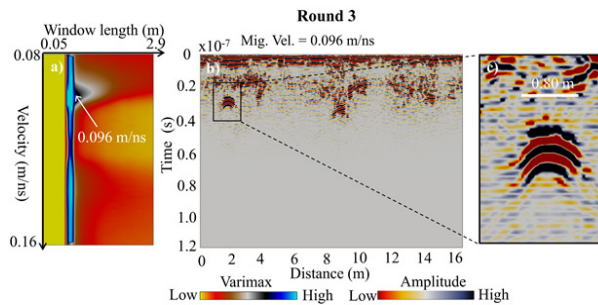 Round 3
Window length (m)
0.05 2.9
x10⁻⁷ Mig. Vel. = 0.096 m/ns
0.08
a)
0.096 m/ns
Velocity (m/ns)
0.16
b)
0
0.2
0.4
0.6
0.8
1.0
1.2
Time (s)
0 2 4 6 8 10 12 14 16
Distance (m)
c)
0.80 m
Varimax
Low High
Amplitude
Low High